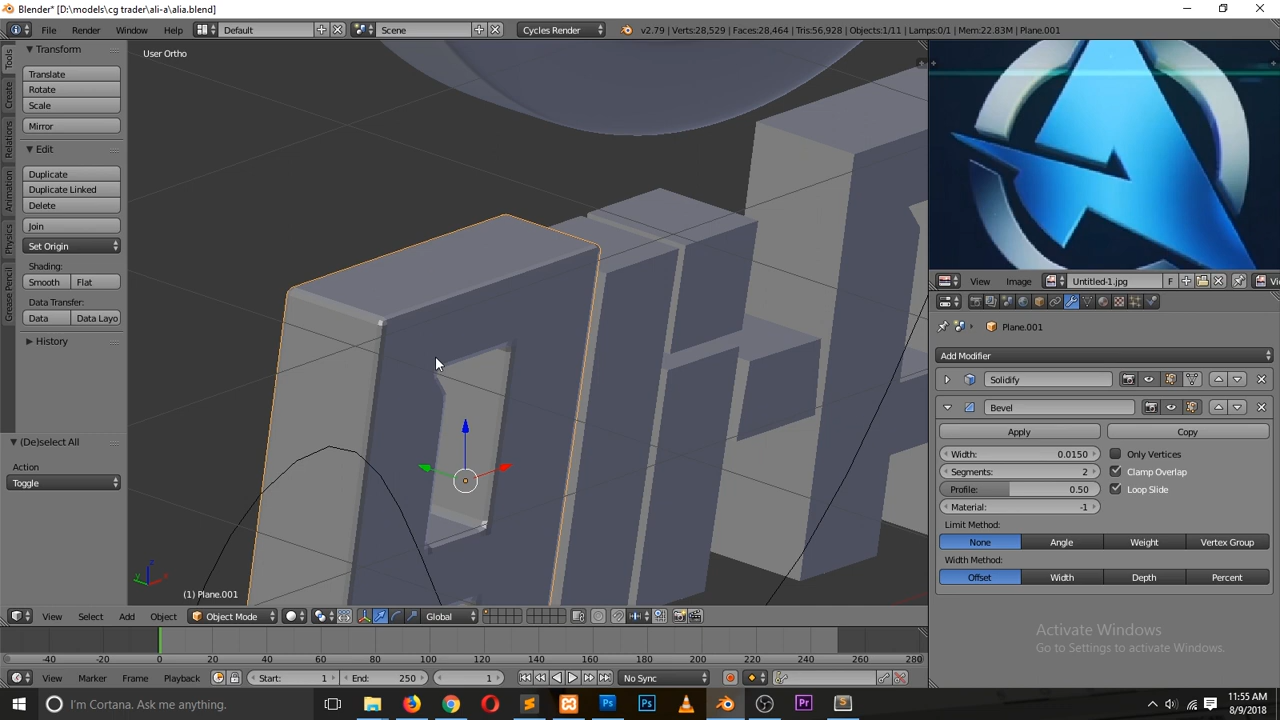 Blender* [D:\models\cg trader\ali-a\alia.blend]
File Render Window Help Default Scene Cycles Render v2.79 | Verts:28,529 | Faces:28,464 | Tris:56,928 | Objects:1/11 | Lamps:0/1 | Mem:22.83M | Plane.001
Tools
Create
Relations
Animation
Physics
Grease Pencil
Transform
Translate
Rotate
Scale
Mirror
Edit
Duplicate
Duplicate Linked
Delete
Join
Set Origin
Shading:
Smooth Flat
Data Transfer:
Data Data Layo
History
(De)select All
Action
Toggle
User Ortho
(1) Plane.001
View Select Add Object Object Mode Global
View Image Untitled-1.jpg F
Plane.001
Add Modifier
Solidify
Bevel
Apply Copy
Width: 0.0150 Only Vertices
Segments: 2 Clamp Overlap
Profile: 0.50 Loop Slide
Material: -1
Limit Method:
None Angle Weight Vertex Group
Width Method:
Offset Width Depth Percent
Activate Windows
Go to Settings to activate Windows.
-40 -20 0 20 40 60 80 100 120 140 160 180 200 220 240 260 280
View Marker Frame Playback Start: 1 End: 250 1 No Sync
I'm Cortana. Ask me anything.
11:55 AM
8/9/2018